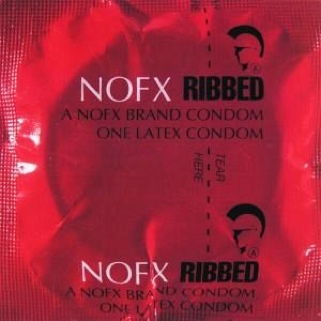 NOFX RIBBED
A NOFX BRAND CONDOM
ONE LATEX CONDOM
TEAR
HERE
NOFX RIBBED
A NOFX BRAND CONDOM
ONE LATEX CONDOM